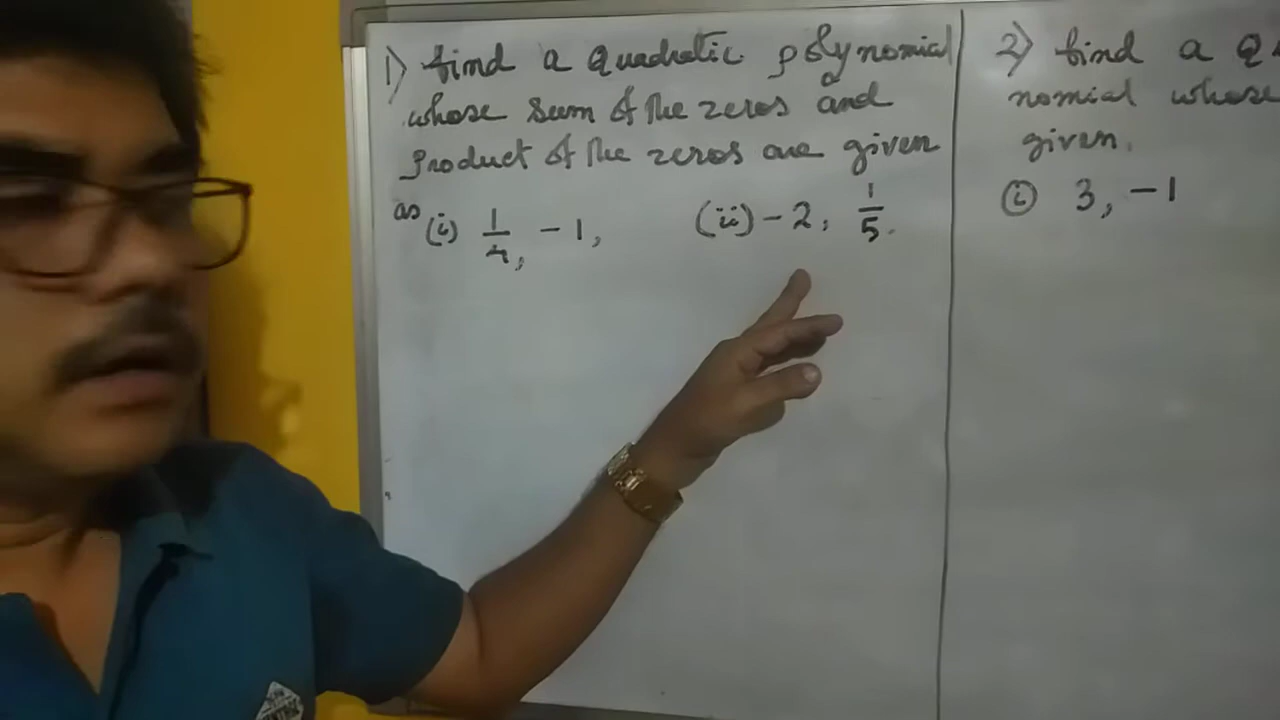 1) find a Quadratic polynomial
whose sum of the zeros and
product of the zeros are given
as (i) 1/4, -1, (ii) -2, 1/5.
2) find a Q
nomial whose
given.
(i) 3, -1